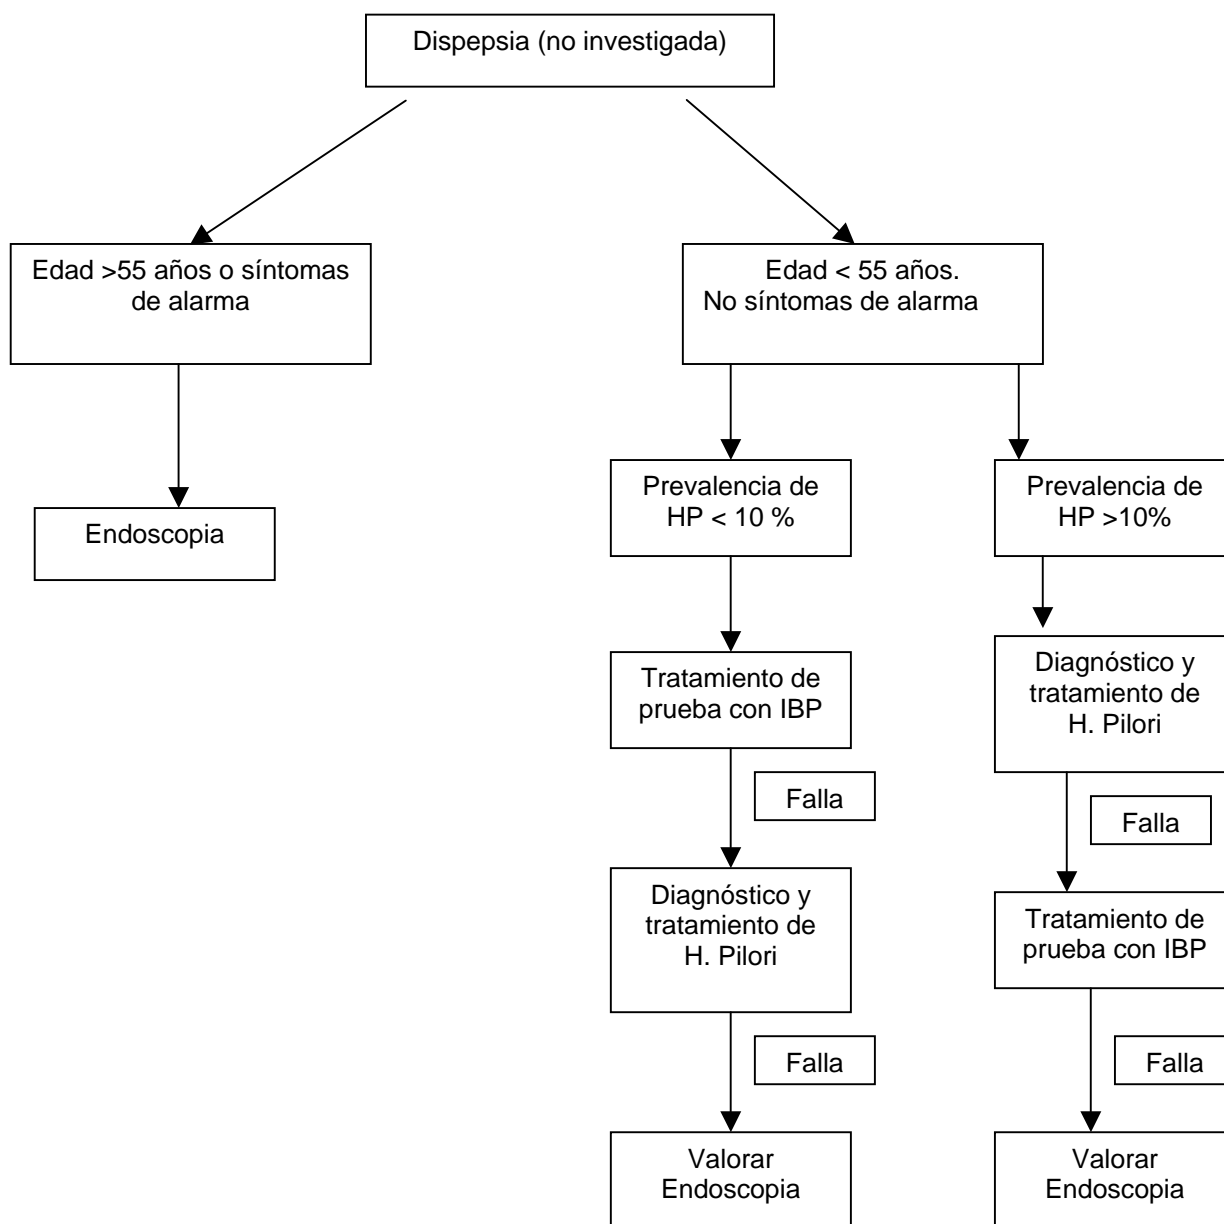 Dispepsia (no investigada)
Edad >55 años o síntomas
de alarma
Edad < 55 años.
No síntomas de alarma
Endoscopia
Prevalencia de
HP < 10 %
Prevalencia de
HP >10%
Tratamiento de
prueba con IBP
Diagnóstico y
tratamiento de
H. Pilori
Falla
Falla
Diagnóstico y
tratamiento de
H. Pilori
Tratamiento de
prueba con IBP
Falla
Falla
Valorar
Endoscopia
Valorar
Endoscopia